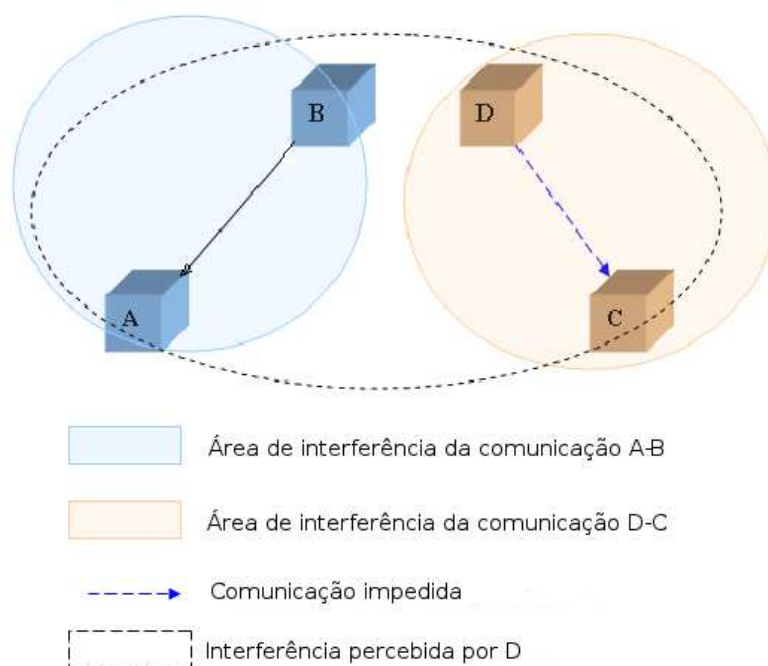 B
D
A
C
Área de interferência da comunicação A-B
Área de interferência da comunicação D-C
Comunicação impedida
Interferência percebida por D